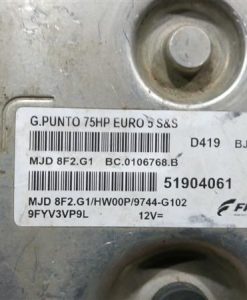 G.PUNTO 75HP EURO 5 S&S
D419 BJ
MJD 8F2.G1 BC.0106768.B
51904061
MJD 8F2.G1/HW00P/9744-G102
9FYV3VP9L 12V=